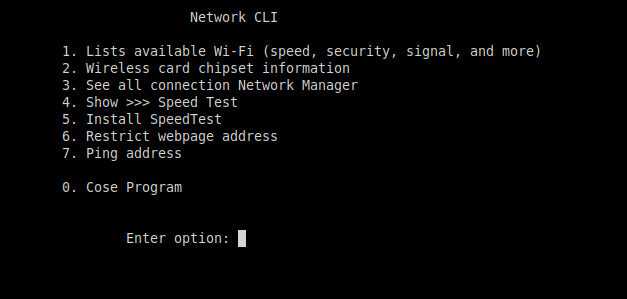 Network CLI
1. Lists available Wi-Fi (speed, security, signal, and more)
2. Wireless card chipset information
3. See all connection Network Manager
4. Show >>> Speed Test
5. Install SpeedTest
6. Restrict webpage address
7. Ping address
0. Cose Program
Enter option: